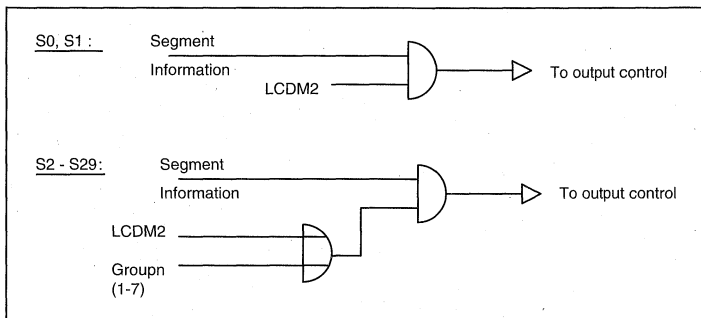 S0, S1 :
Segment
Information
LCDM2
To output control
S2 - S29:
Segment
Information
To output control
LCDM2
Groupn
(1-7)